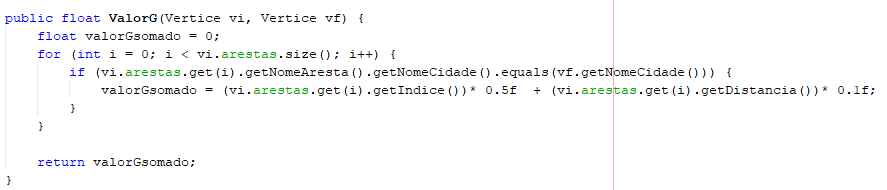 public float ValorG(Vertice vi, Vertice vf) {
    float valorGsomado = 0;
    for (int i = 0; i < vi.arestas.size(); i++) {
        if (vi.arestas.get(i).getNomeAresta().getNomeCidade().equals(vf.getNomeCidade())) {
            valorGsomado = (vi.arestas.get(i).getIndice())* 0.5f  + (vi.arestas.get(i).getDistancia())* 0.1f;
        }
    }

    return valorGsomado;
}